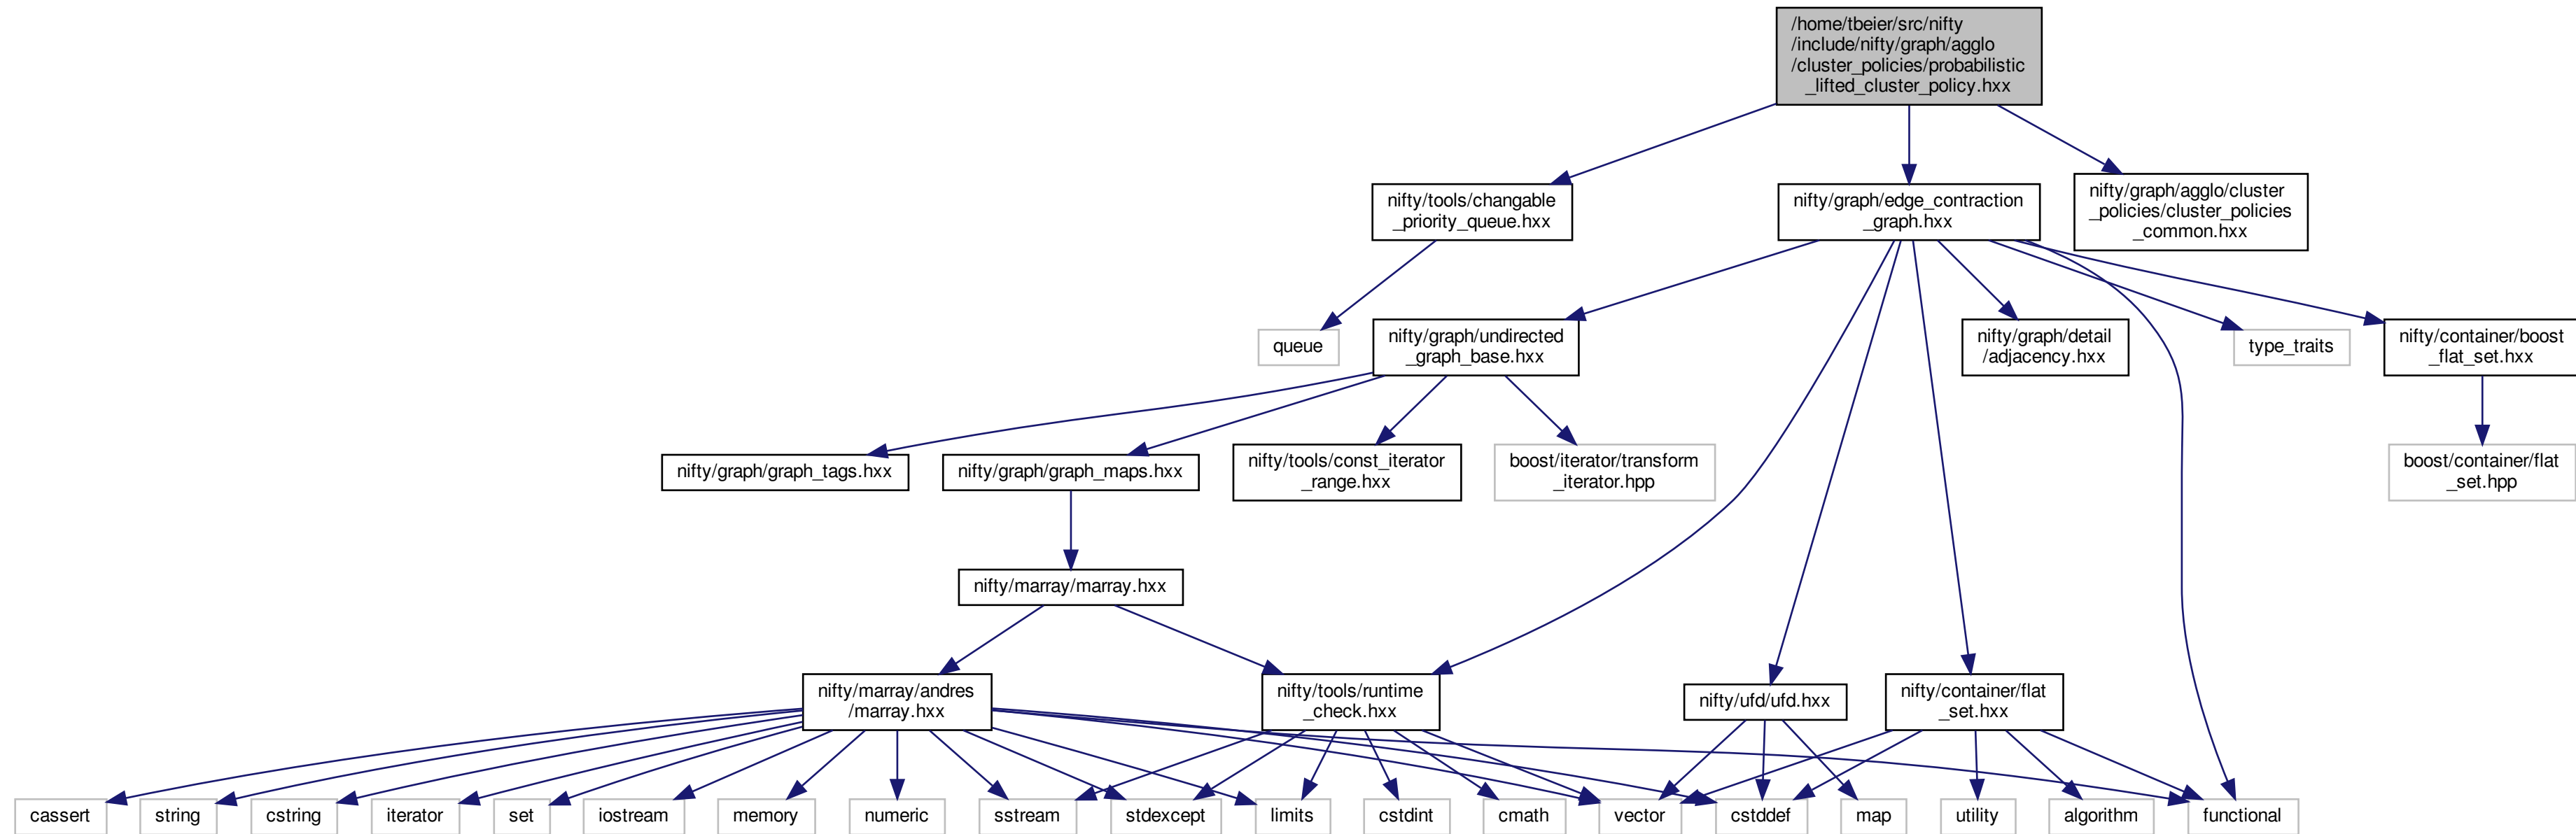 /home/tbeier/src/nifty
/include/nifty/graph/agglo
/cluster_policies/probabilistic
_lifted_cluster_policy.hxx
nifty/tools/changable
_priority_queue.hxx
nifty/graph/edge_contraction
_graph.hxx
nifty/graph/agglo/cluster
_policies/cluster_policies
_common.hxx
queue
nifty/graph/undirected
_graph_base.hxx
nifty/graph/detail
/adjacency.hxx
type_traits
nifty/container/boost
_flat_set.hxx
nifty/graph/graph_tags.hxx
nifty/graph/graph_maps.hxx
nifty/tools/const_iterator
_range.hxx
boost/iterator/transform
_iterator.hpp
boost/container/flat
_set.hpp
nifty/marray/marray.hxx
nifty/marray/andres
/marray.hxx
nifty/tools/runtime
_check.hxx
nifty/ufd/ufd.hxx
nifty/container/flat
_set.hxx
cassert
string
cstring
iterator
set
iostream
memory
numeric
sstream
stdexcept
limits
cstdint
cmath
vector
cstddef
map
utility
algorithm
functional